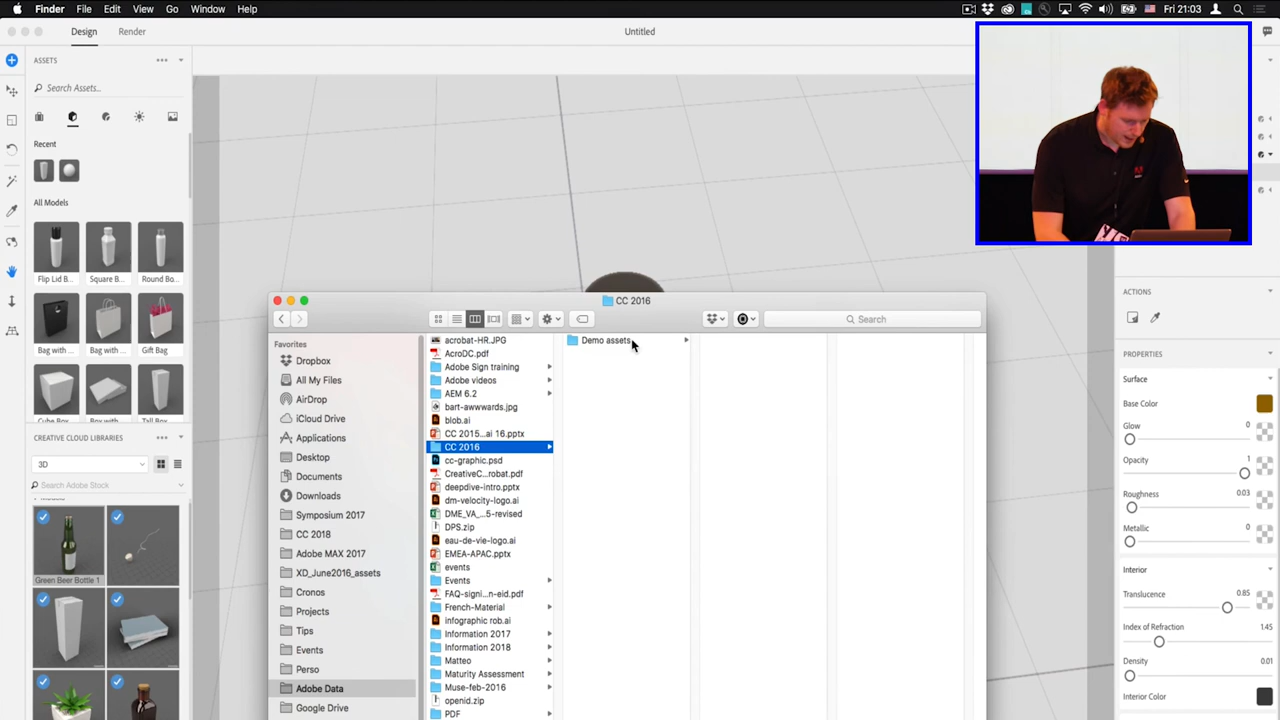 Finder File Edit View Go Window Help
Fri 21:03
Design Render
Untitled
ASSETS
Search Assets...
Recent
All Models
Flip Lid B...
Square B...
Round Bo...
Bag with ...
Bag with ...
Gift Bag
Cube Box
Box with ...
Tall Box
CREATIVE CLOUD LIBRARIES
3D
Search Adobe Stock
Green Beer Bottle 1
CC 2016
Search
Favorites
Dropbox
All My Files
AirDrop
iCloud Drive
Applications
Desktop
Documents
Downloads
Symposium 2017
CC 2018
Adobe MAX 2017
XD_June2016_assets
Cronos
Projects
Tips
Events
Perso
Adobe Data
Google Drive
acrobat-HR.JPG
AcroDC.pdf
Adobe Sign training
Adobe videos
AEM 6.2
bart-awwwards.jpg
blob.ai
CC 2015...ai 16.pptx
CC 2016
cc-graphic.psd
CreativeC...robat.pdf
deepdive-intro.pptx
dm-velocity-logo.ai
DME_VA_...5-revised
DPS.zip
eau-de-vie-logo.ai
EMEA-APAC.pptx
events
Events
FAQ-signi...n-eid.pdf
French-Material
infographic rob.ai
Information 2017
Information 2018
Matteo
Maturity Assessment
Muse-feb-2016
openid.zip
PDF
Demo assets
ACTIONS
PROPERTIES
Surface
Base Color
Glow 0
Opacity 1
Roughness 0.03
Metallic 0
Interior
Translucence 0.85
Index of Refraction 1.45
Density 0.01
Interior Color